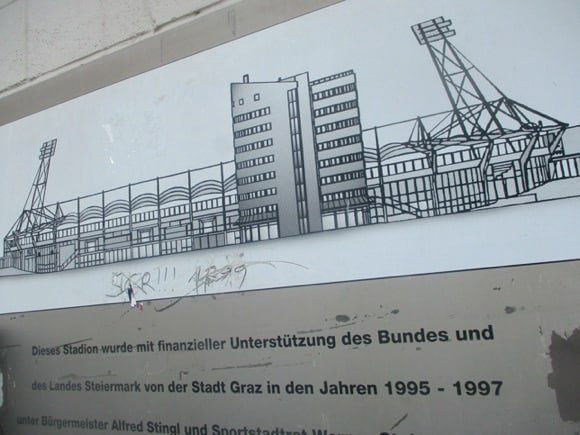 Dieses Stadion wurde mit finanzieller Unterstützung des Bundes und
des Landes Steiermark von der Stadt Graz in den Jahren 1995 - 1997
unter Bürgermeister Alfred Stingl und Sportstadtrat